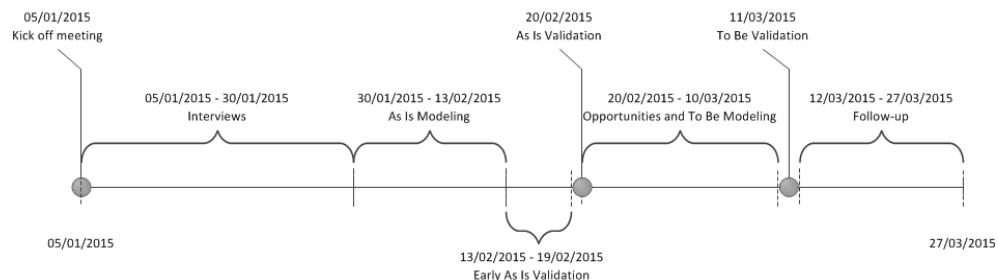 05/01/2015
Kick off meeting
20/02/2015
As Is Validation
11/03/2015
To Be Validation
05/01/2015 - 30/01/2015
Interviews
30/01/2015 - 13/02/2015
As Is Modeling
20/02/2015 - 10/03/2015
Opportunities and To Be Modeling
12/03/2015 - 27/03/2015
Follow-up
05/01/2015
27/03/2015
13/02/2015 - 19/02/2015
Early As Is Validation